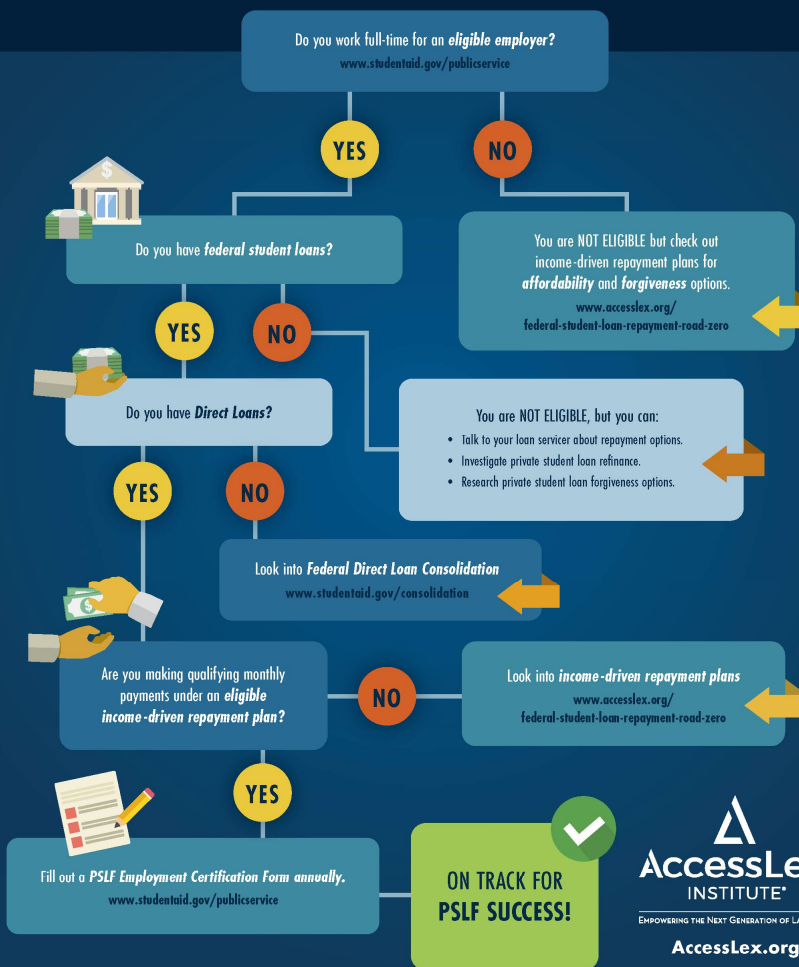 Do you work full-time for an eligible employer?
www.studentaid.gov/publicservice
YES
NO
$
Do you have federal student loans?
You are NOT ELIGIBLE but check out
income-driven repayment plans for
affordability and forgiveness options.
www.accesslex.org/
federal-student-loan-repayment-road-zero
YES
NO
Do you have Direct Loans?
You are NOT ELIGIBLE, but you can:
• Talk to your loan servicer about repayment options.
• Investigate private student loan refinance.
• Research private student loan forgiveness options.
YES
NO
Look into Federal Direct Loan Consolidation
www.studentaid.gov/consolidation
$
Are you making qualifying monthly
payments under an eligible
income-driven repayment plan?
NO
Look into income-driven repayment plans
www.accesslex.org/
federal-student-loan-repayment-road-zero
YES
Fill out a PSLF Employment Certification Form annually.
www.studentaid.gov/publicservice
ON TRACK FOR
PSLF SUCCESS!
AccessLe
INSTITUTE®
EMPOWERING THE NEXT GENERATION OF LA
AccessLex.org